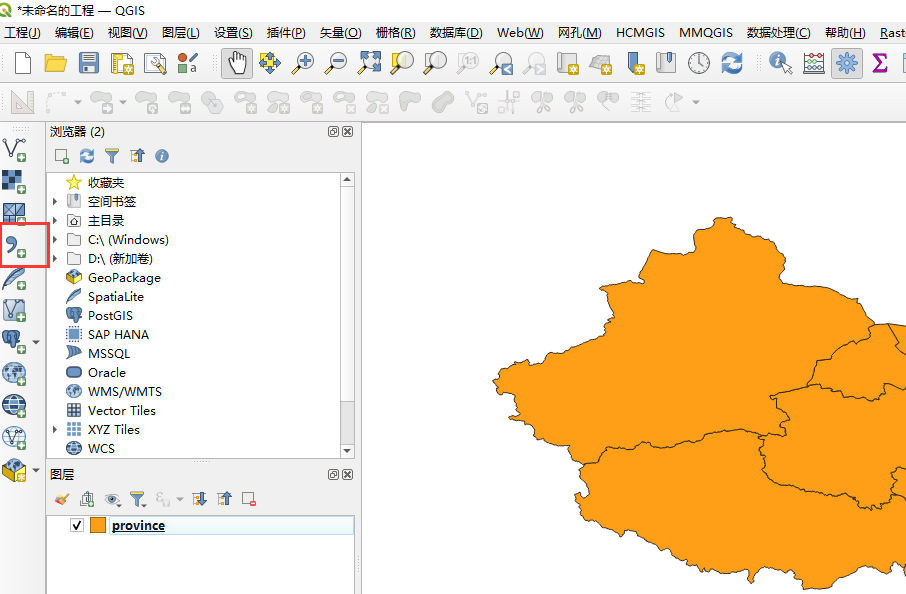 *未命名的工程 — QGIS
工程(J) 编辑(E) 视图(V) 图层(L) 设置(S) 插件(P) 矢量(O) 栅格(R) 数据库(D) Web(W) 网孔(M) HCMGIS MMQGIS 数据处理(C) 帮助(H) Rast
1:1
浏览器 (2)
收藏夹
空间书签
主目录
C:\ (Windows)
D:\ (新加卷)
GeoPackage
SpatiaLite
PostGIS
SAP HANA
MSSQL
Oracle
WMS/WMTS
Vector Tiles
XYZ Tiles
WCS
图层
province